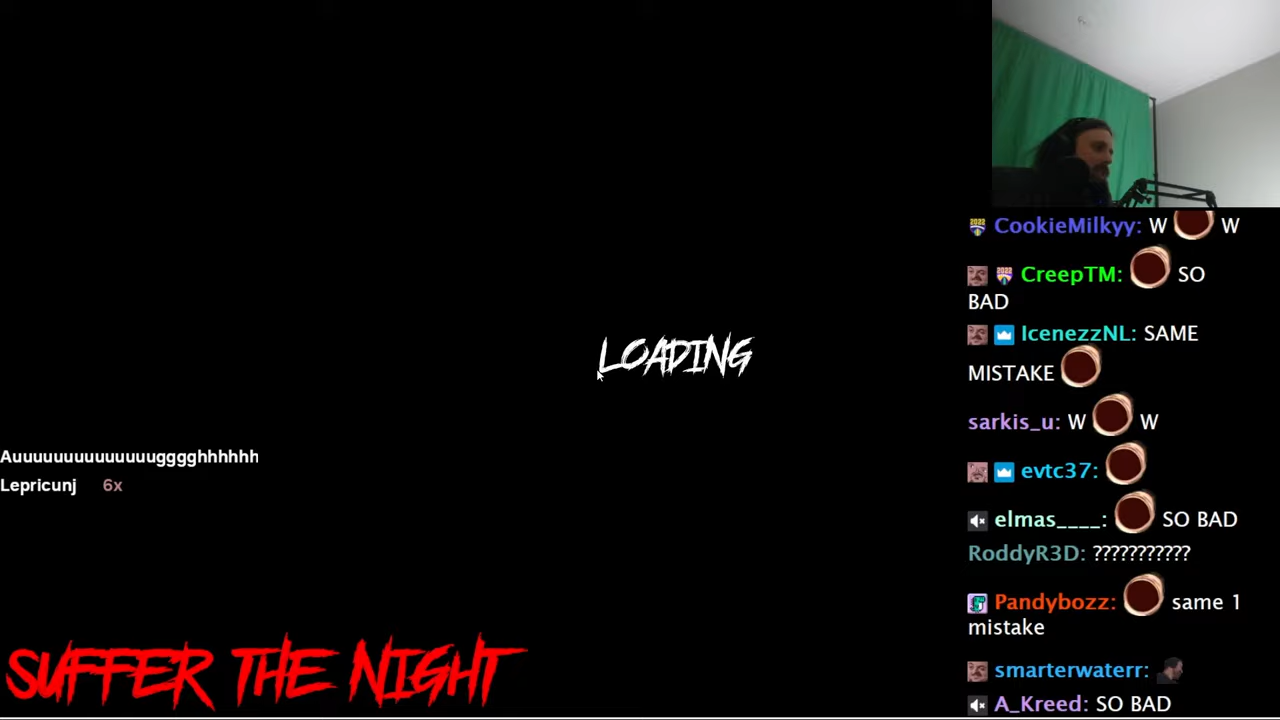 CookieMilkyy: W W
CreepTM: SO
BAD
IcenezzNL: SAME
MISTAKE
LOADING
sarkis_u: W W
Auuuuuuuuuuuuuuggggghhhhhh
evtc37:
Lepricunj 6x
elmas____: SO BAD
RoddyR3D: ???????????
Pandybozz: same 1
mistake
SUFFER THE NIGHT
smarterwaterr:
A_Kreed: SO BAD